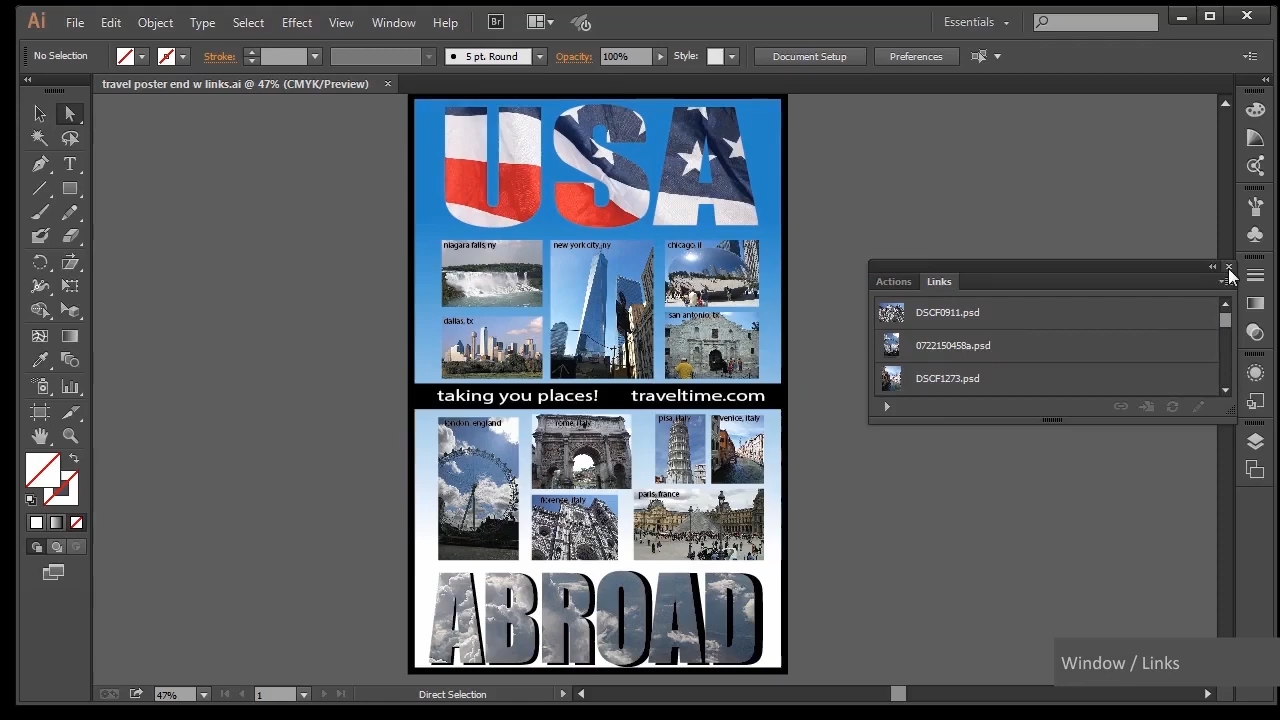 Ai File Edit Object Type Select Effect View Window Help Br Essentials
No Selection Stroke: 5 pt. Round Opacity: 100% Style: Document Setup Preferences
travel poster end w links.ai @ 47% (CMYK/Preview)
USA
niagara falls, ny new york city, ny chicago, il
dallas, tx san antonio, tx
taking you places! traveltime.com
london, england rome, italy pisa, italy venice, italy
florence, italy paris, france
ABROAD
Actions Links
DSCF0911.psd
0722150458a.psd
DSCF1273.psd
Window / Links
47% 1 Direct Selection